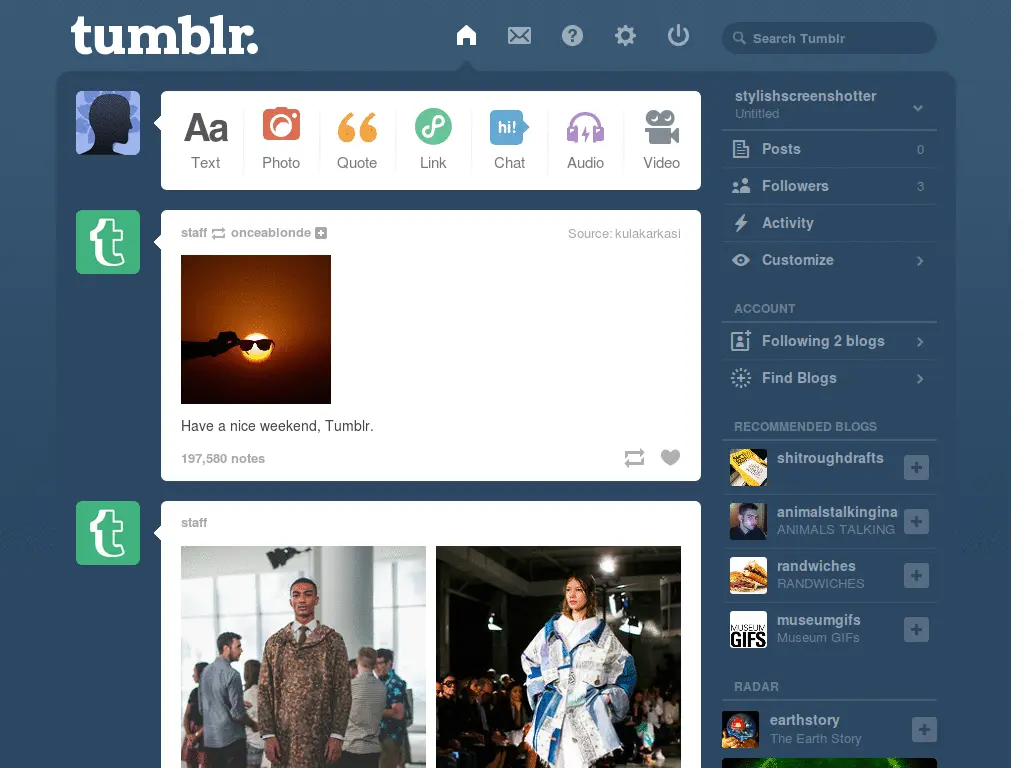 tumblr.
Search Tumblr
Aa
hi!
Text Photo Quote Link Chat Audio Video
staff onceablonde
Source: kulakarkasi
Have a nice weekend, Tumblr.
197,580 notes
staff
stylishscreenshotter
Untitled
Posts 0
Followers 3
Activity
Customize
ACCOUNT
Following 2 blogs
Find Blogs
RECOMMENDED BLOGS
shitroughdrafts
animalstalkingina
ANIMALS TALKING
randwiches
RANDWICHES
MUSEUM
GIFS
museumgifs
Museum GIFs
RADAR
earthstory
The Earth Story